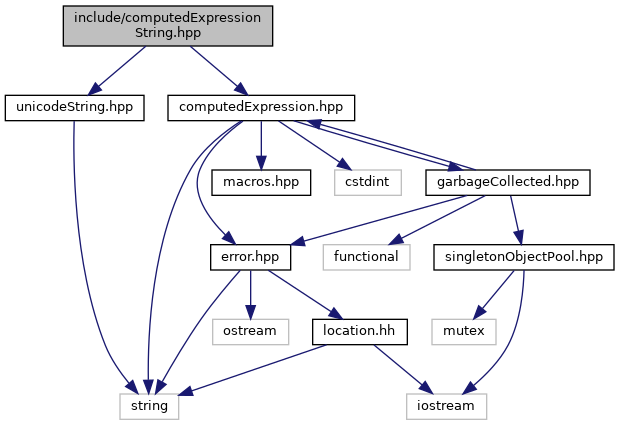 include/computedExpression
String.hpp
unicodeString.hpp
computedExpression.hpp
macros.hpp
cstdint
garbageCollected.hpp
error.hpp
functional
singletonObjectPool.hpp
ostream
location.hh
mutex
string
iostream